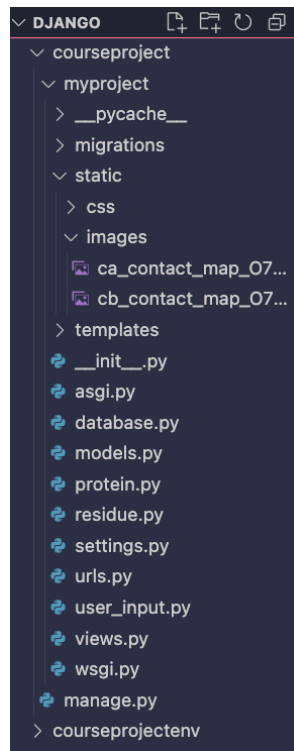 DJANGO
courseproject
myproject
__pycache__
migrations
static
css
images
ca_contact_map_O7...
cb_contact_map_O7...
templates
__init__.py
asgi.py
database.py
models.py
protein.py
residue.py
settings.py
urls.py
user_input.py
views.py
wsgi.py
manage.py
courseprojectenv